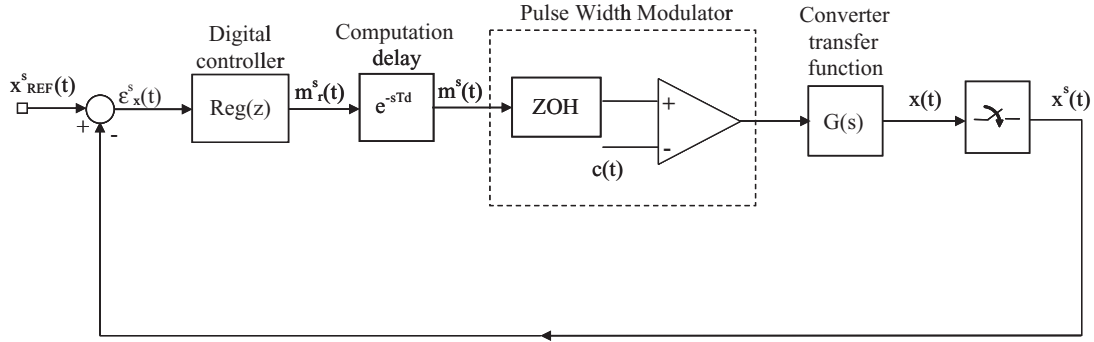 Pulse Width Modulator
Converter
transfer
function
Computation
delay
Digital
controller
x^s_REF(t)
+
-
ε^s_x(t)
Reg(z)
m^s_r(t)
e^-sTd
m^s(t)
ZOH
+
-
c(t)
G(s)
x(t)
x^s(t)